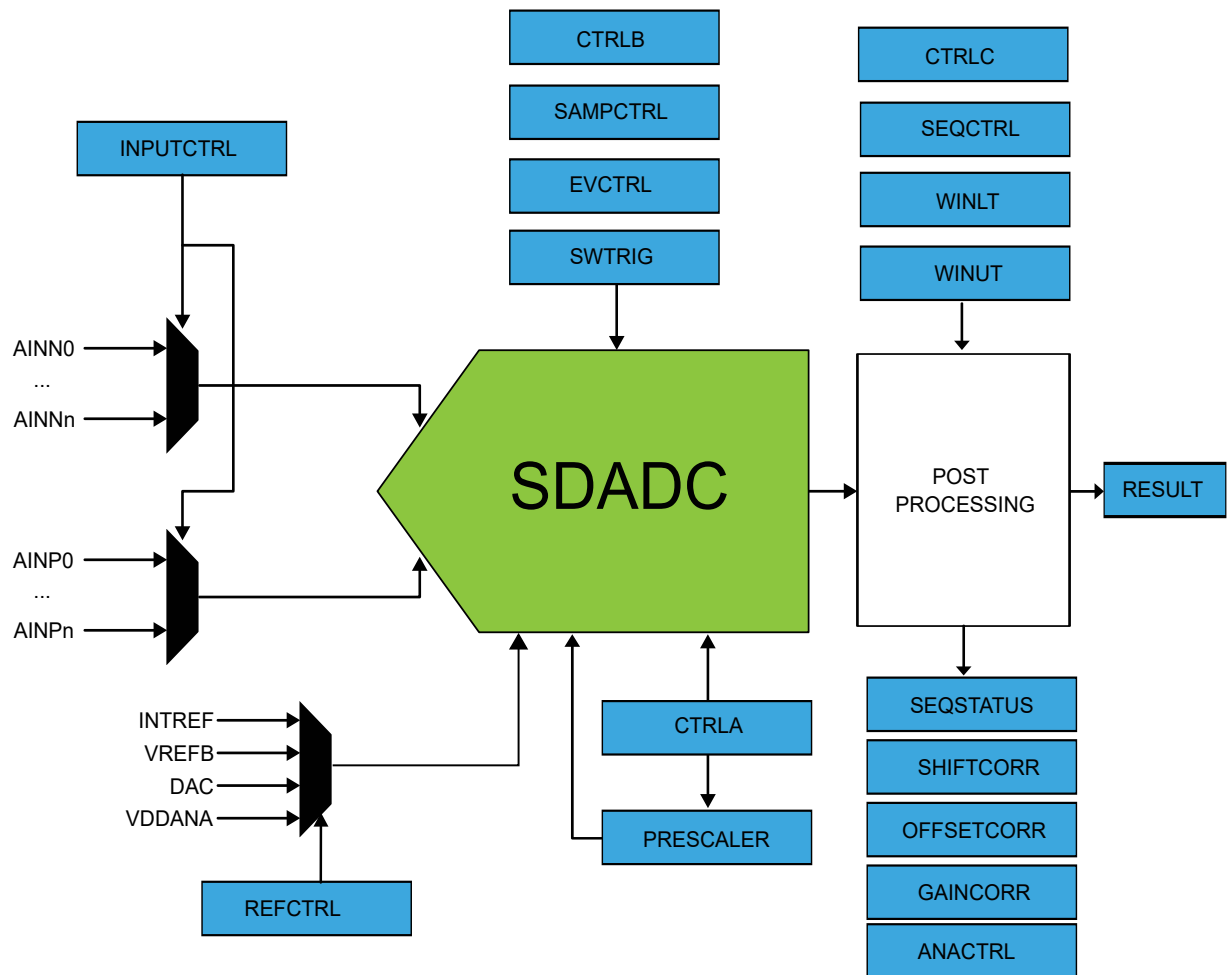 CTRLB
CTRLC
SAMPCTRL
SEQCTRL
INPUTCTRL
EVCTRL
WINLT
SWTRIG
WINUT
AINN0
...
AINNn
SDADC
POST
PROCESSING
RESULT
AINP0
...
AINPn
INTREF
VREFB
DAC
VDDANA
CTRLA
PRESCALER
REFCTRL
SEQSTATUS
SHIFTCORR
OFFSETCORR
GAINCORR
ANACTRL